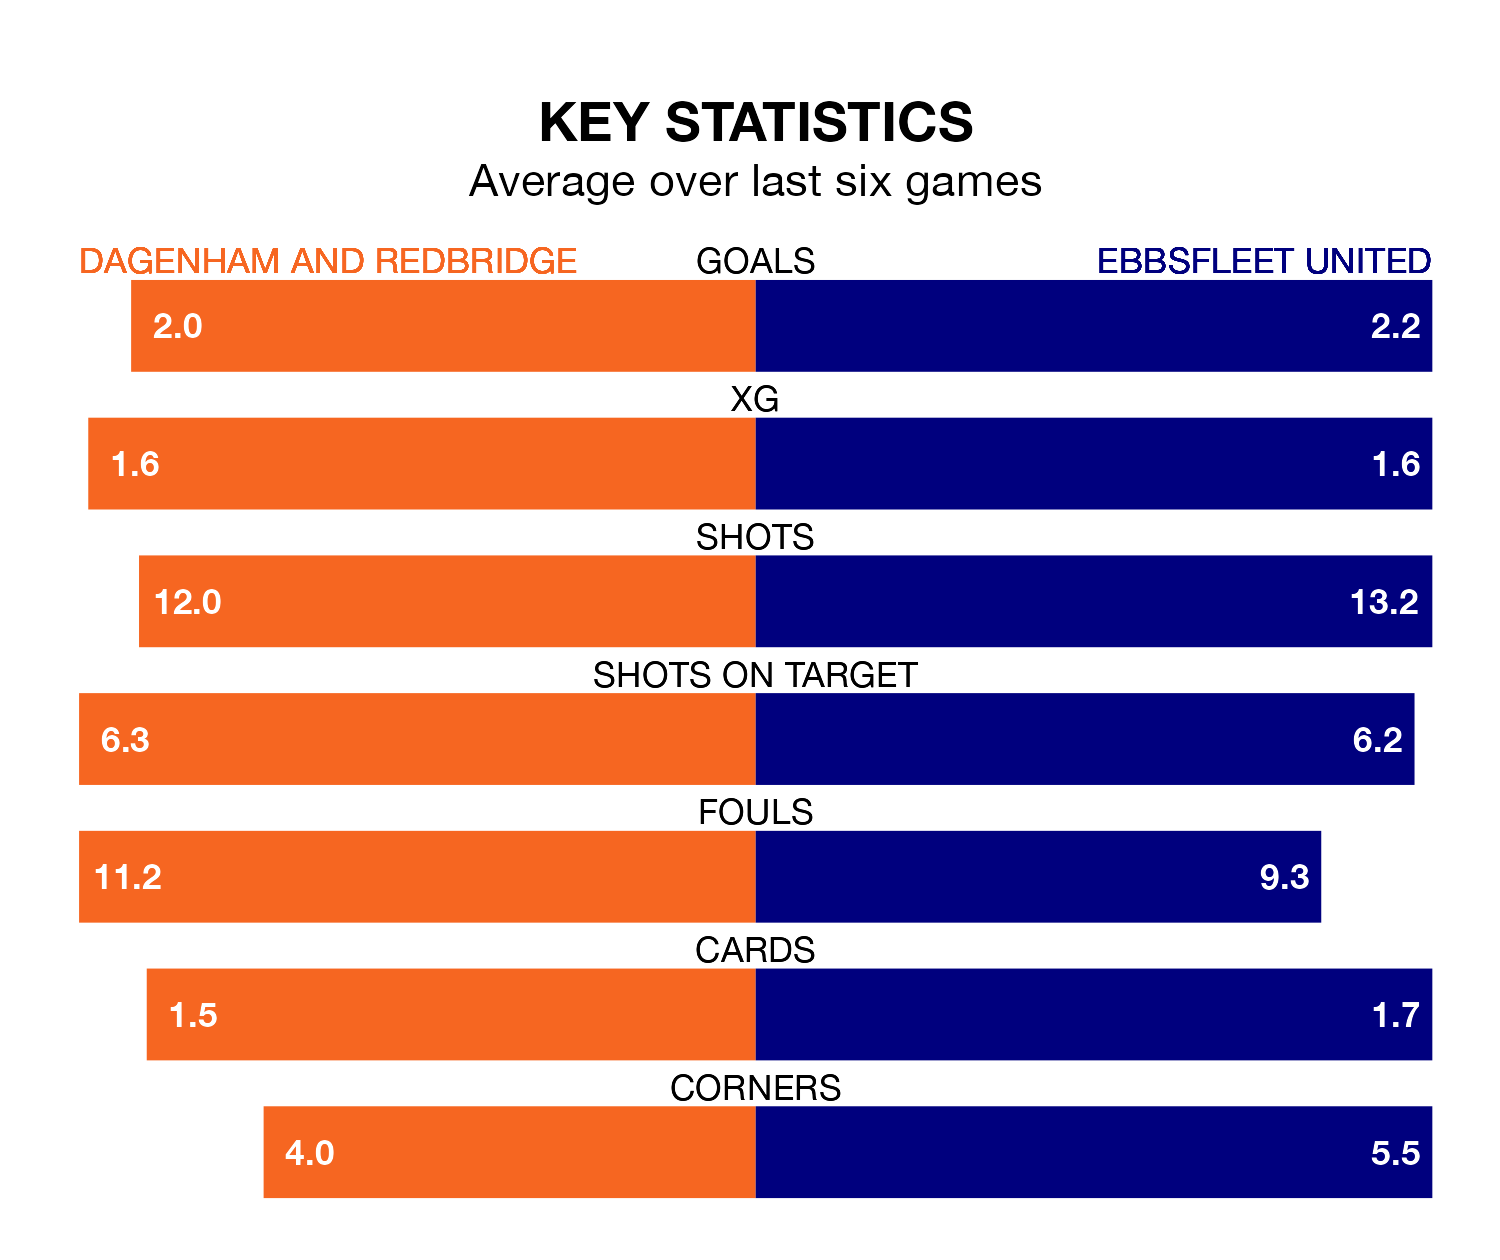 KEY STATISTICS
Average over last six games
DAGENHAM AND REDBRIDGE GOALS EBBSFLEET UNITED
2.0 2.2
XG
1.6 1.6
SHOTS
12.0 13.2
SHOTS ON TARGET
6.3 6.2
FOULS
11.2 9.3
CARDS
1.5 1.7
CORNERS
4.0 5.5